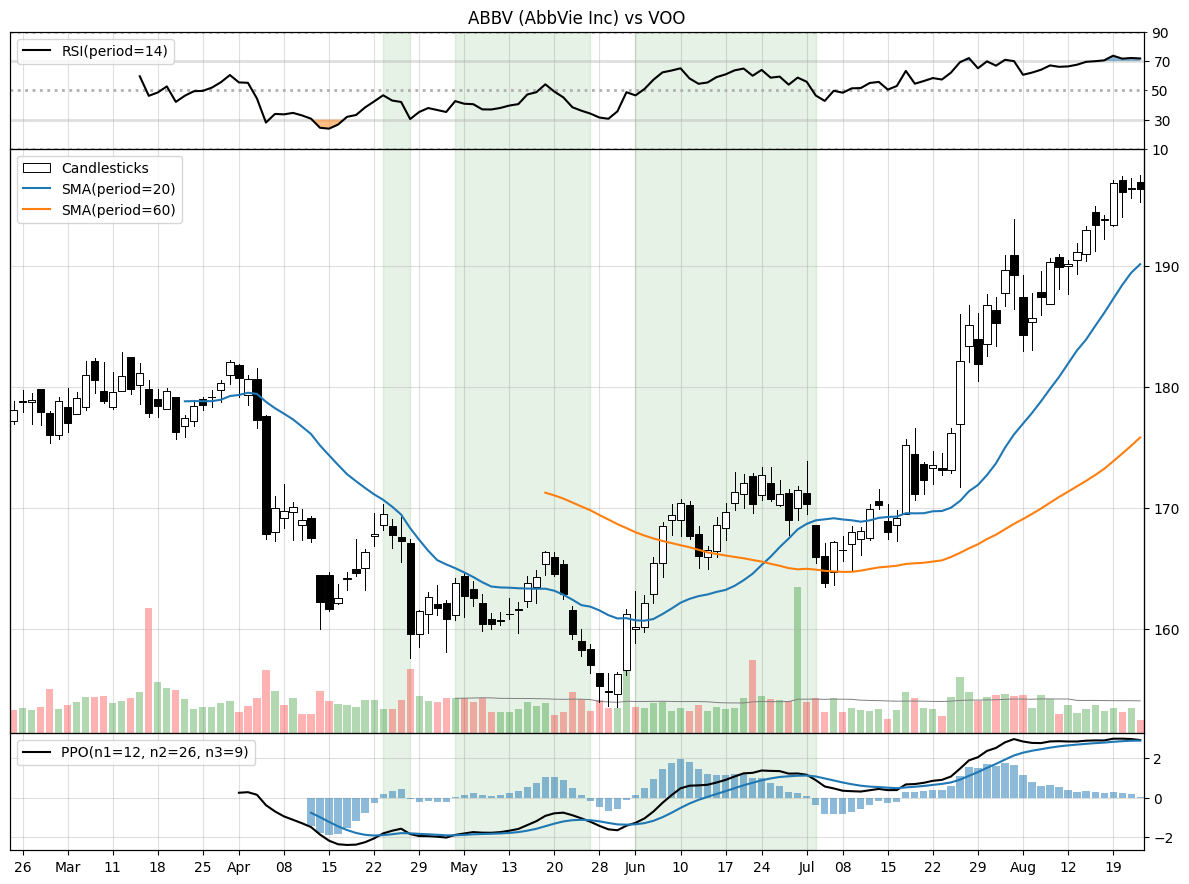 ABBV (AbbVie Inc) vs VOO
RSI(period=14)
90
70
50
30
10
Candlesticks
SMA(period=20)
SMA(period=60)
190
180
170
160
PPO(n1=12, n2=26, n3=9)
2
0
−2
26 Mar 11 18 25 Apr 08 15 22 29 May 13 20 28 Jun 10 17 24 Jul 08 15 22 29 Aug 12 19